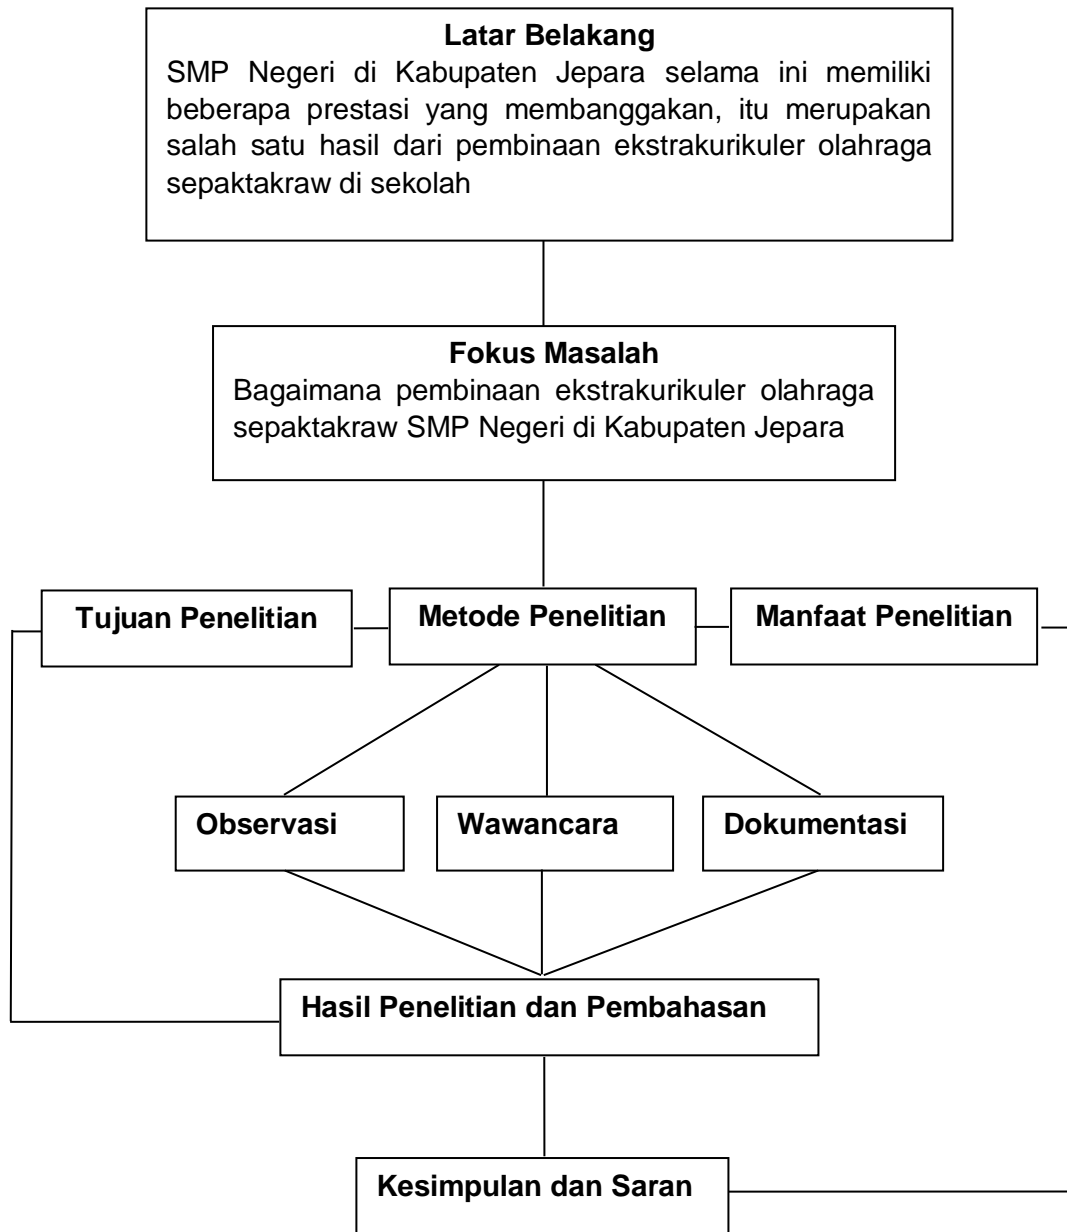 Latar Belakang
SMP Negeri di Kabupaten Jepara selama ini memiliki
beberapa prestasi yang membanggakan, itu merupakan
salah satu hasil dari pembinaan ekstrakurikuler olahraga
sepaktakraw di sekolah
Fokus Masalah
Bagaimana pembinaan ekstrakurikuler olahraga
sepaktakraw SMP Negeri di Kabupaten Jepara
Tujuan Penelitian
Metode Penelitian
Manfaat Penelitian
Observasi
Wawancara
Dokumentasi
Hasil Penelitian dan Pembahasan
Kesimpulan dan Saran